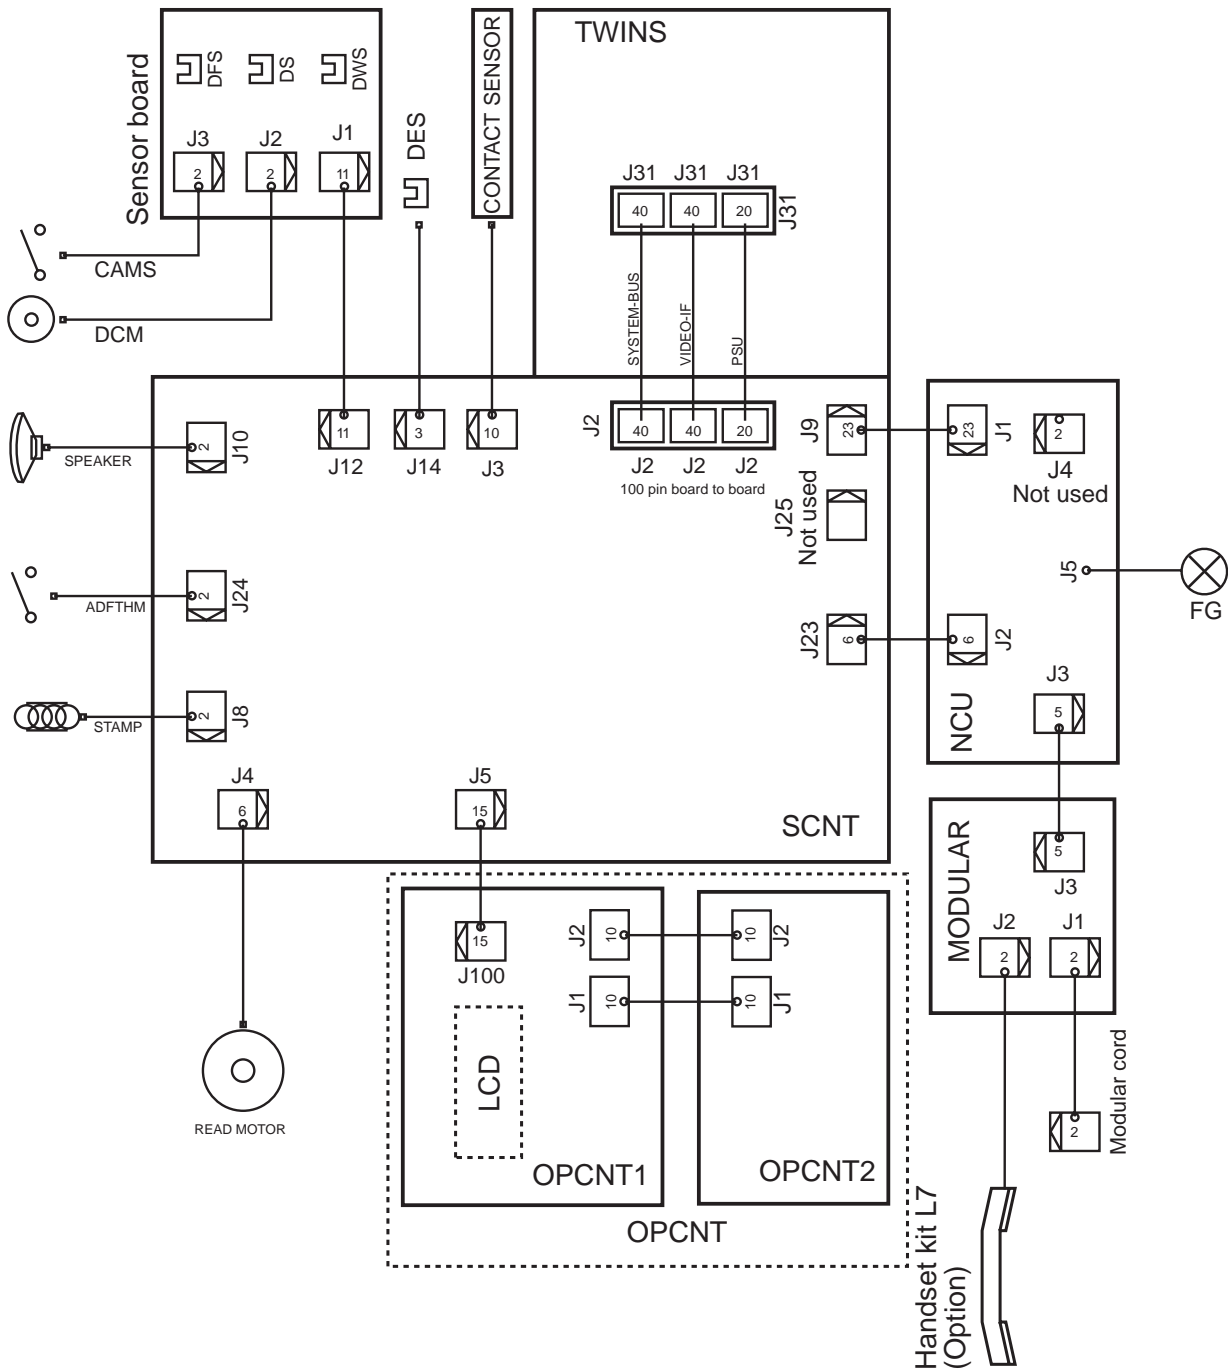 TWINS
Sensor board
DFS
DS
DWS
J3
J2
J1
2
2
11
DES
CONTACT SENSOR
CAMS
DCM
J31
J31
J31
40
40
20
J31
SYSTEM-BUS
VIDEO-IF
PSU
SPEAKER
2
J10
11
J12
3
J14
10
J3
J2
40
40
20
J2
J2
J2
100 pin board to board
J9
23
J25
Not used
23
J1
2
J4
Not used
ADFTHM
2
J24
J5
FG
J23
6
6
J2
STAMP
2
J8
J3
5
NCU
J4
6
J5
15
SCNT
MODULAR
5
J3
J2
2
J1
2
15
J100
J2
10
10
J2
J1
10
10
J1
LCD
READ MOTOR
2
Modular cord
OPCNT1
OPCNT2
OPCNT
Handset kit L7
(Option)